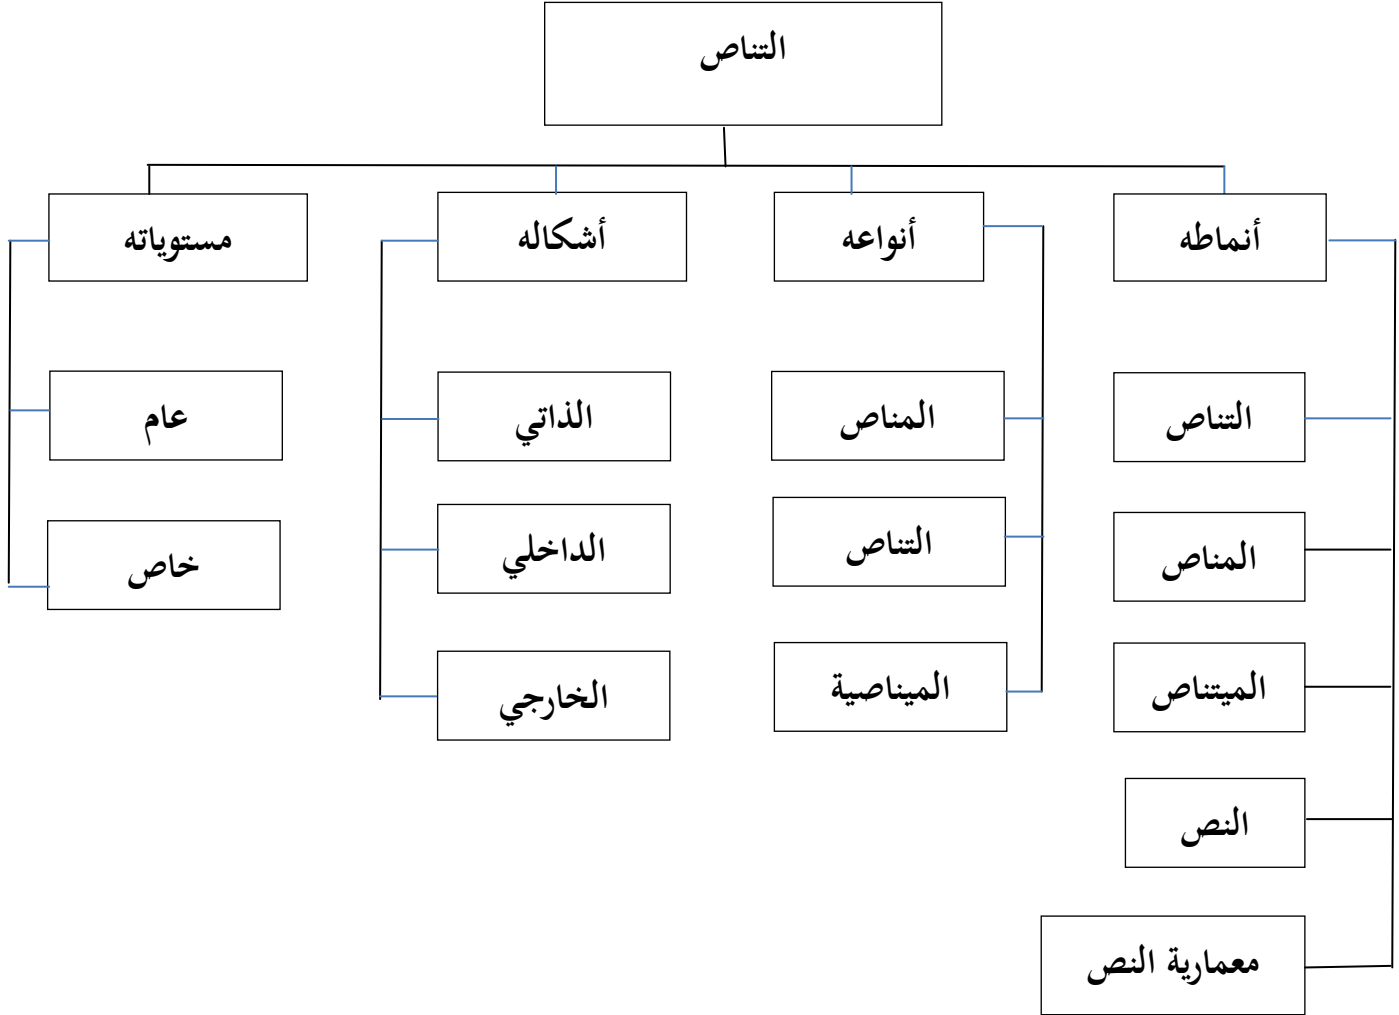 التناص
أنماطه
أنواعه
أشكاله
مستوياته
التناص
المناص
الميتناص
النص
معمارية النص
المناص
التناص
الميناصية
الذاتي
الداخلي
الخارجي
عام
خاص